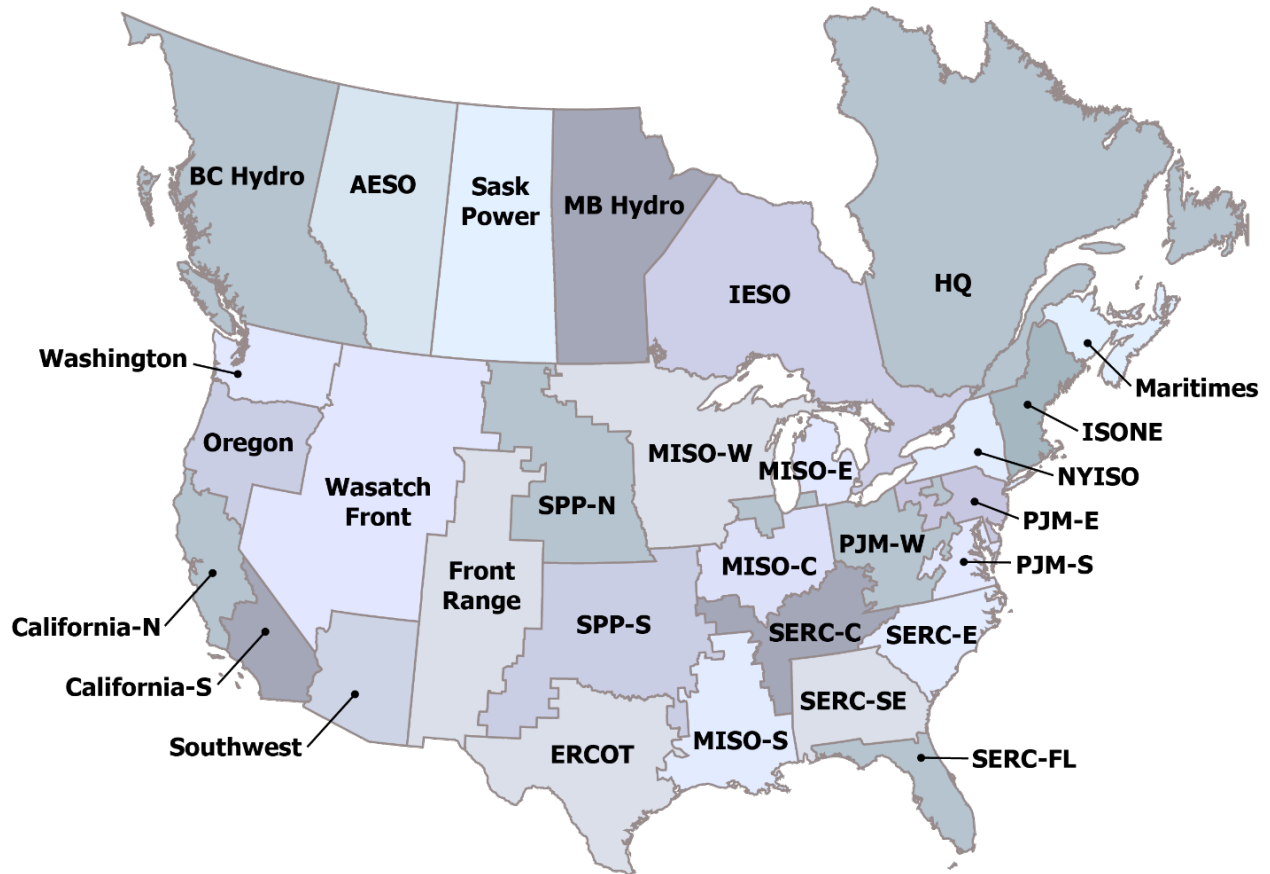 BC Hydro
AESO
Sask
Power
MB Hydro
IESO
HQ
Washington
Maritimes
Oregon
ISONE
MISO-W
MISO-E
NYISO
Wasatch
Front
SPP-N
PJM-E
PJM-W
PJM-S
MISO-C
Front
Range
California-N
SPP-S
SERC-C
SERC-E
California-S
SERC-SE
Southwest
ERCOT
MISO-S
SERC-FL